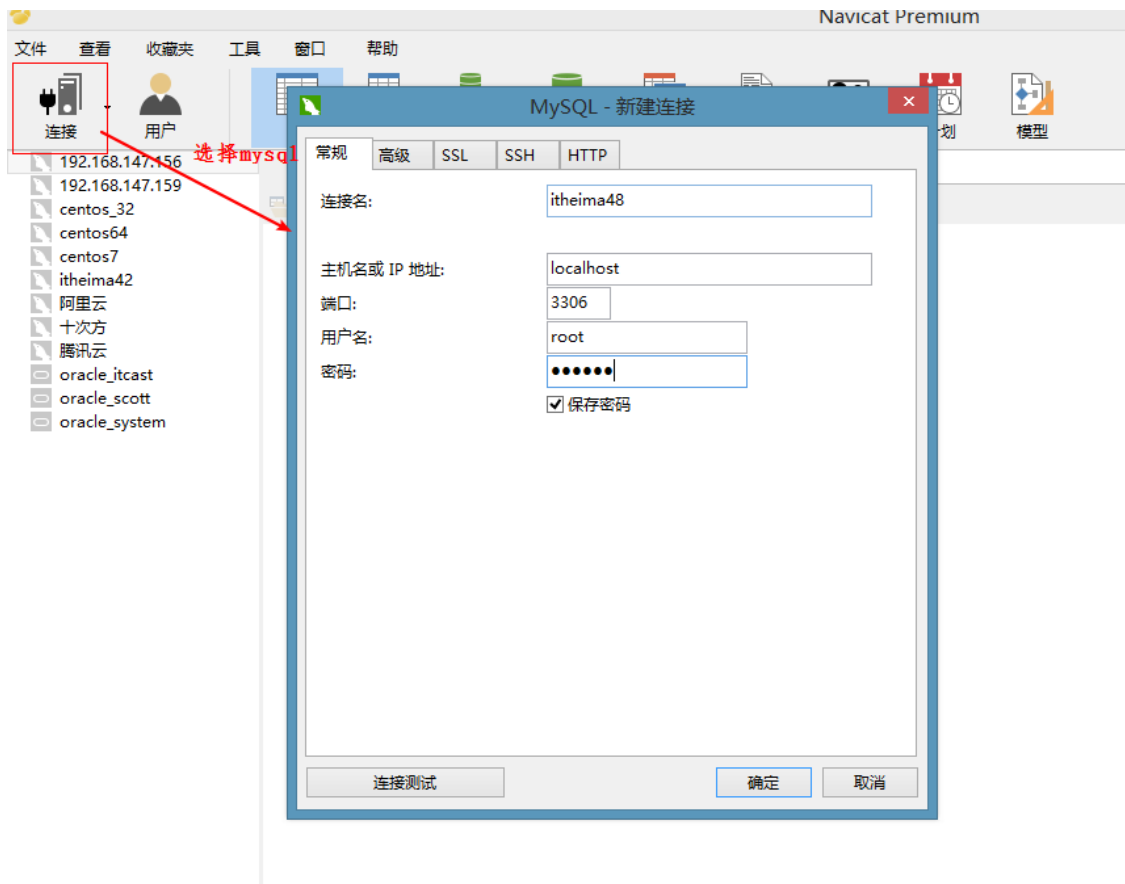 Navicat Premium
文件 查看 收藏夹 工具 窗口 帮助
连接 用户 划 模型
选择mysql
192.168.147.156
192.168.147.159
centos_32
centos64
centos7
itheima42
阿里云
十次方
腾讯云
oracle_itcast
oracle_scott
oracle_system
MySQL - 新建连接
常规 高级 SSL SSH HTTP
连接名: itheima48
主机名或 IP 地址: localhost
端口: 3306
用户名: root
密码: ●●●●●●
保存密码
连接测试 确定 取消